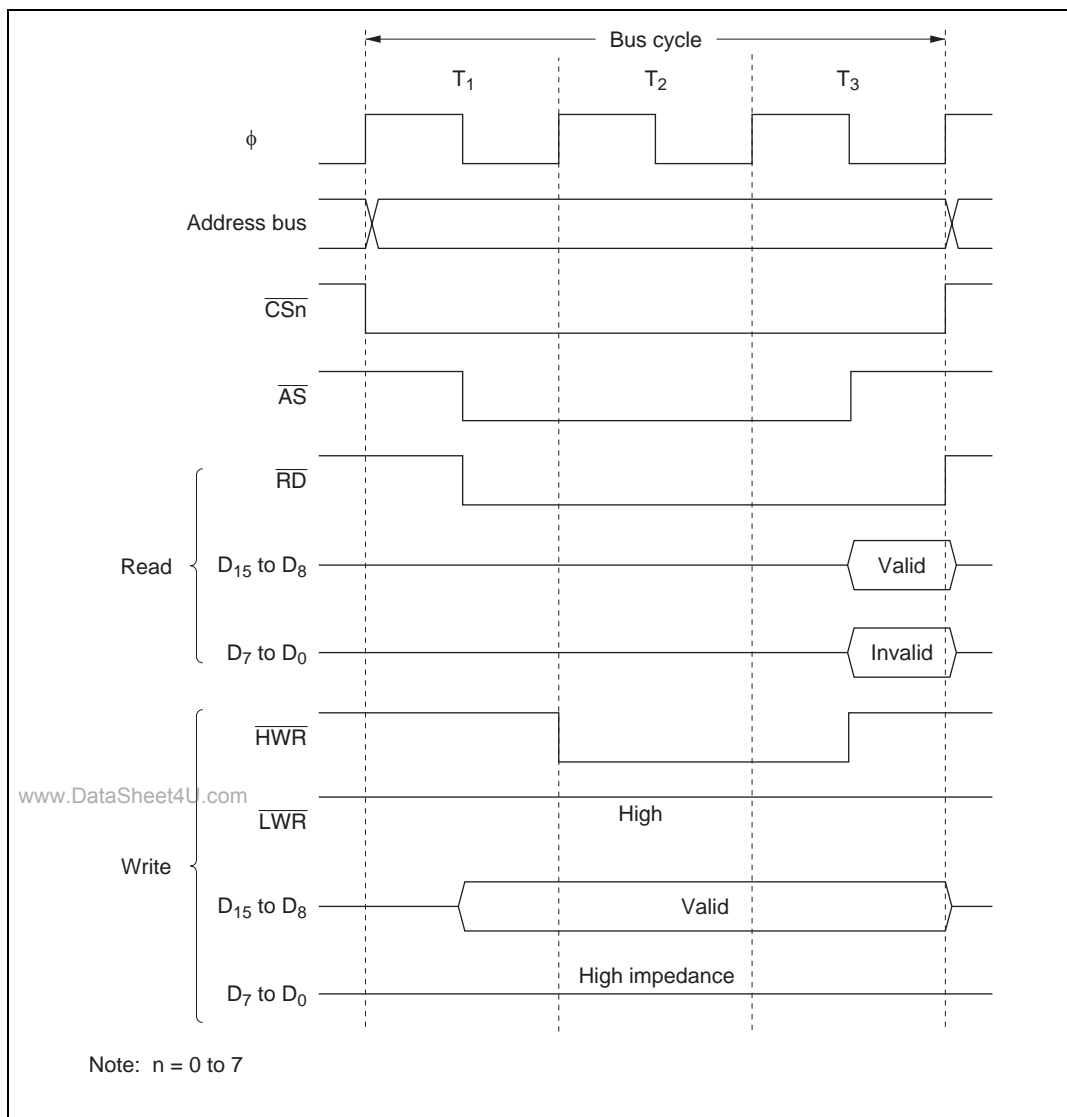 Bus cycle
T1 T2 T3
φ
Address bus
CSn
AS
RD
Read
D15 to D8
Valid
D7 to D0
Invalid
HWR
www.DataSheet4U.com
LWR
High
Write
D15 to D8
Valid
D7 to D0
High impedance
Note: n = 0 to 7